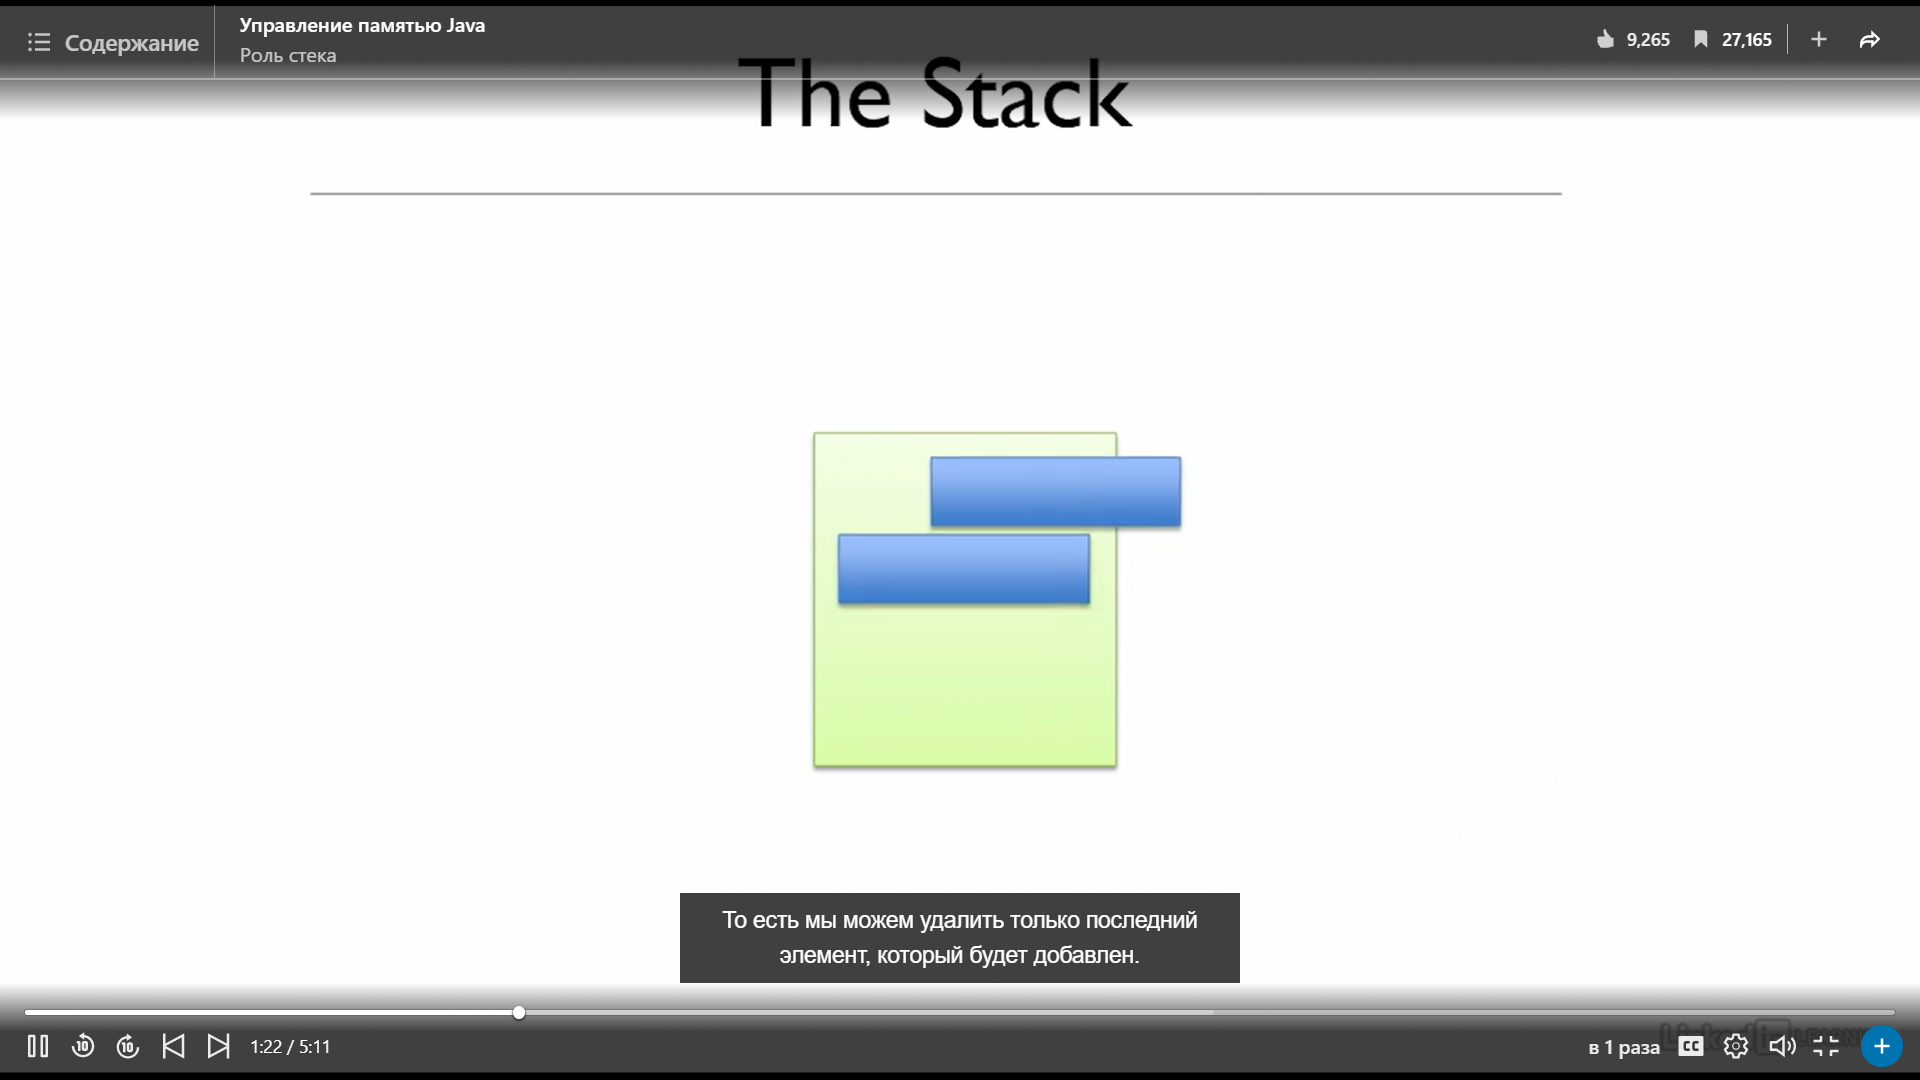 Содержание
Управление памятью Java
Роль стека
9,265
27,165
The Stack
То есть мы можем удалить только последний
элемент, который будет добавлен.
10
10
1:22 / 5:11
в 1 раза
CC